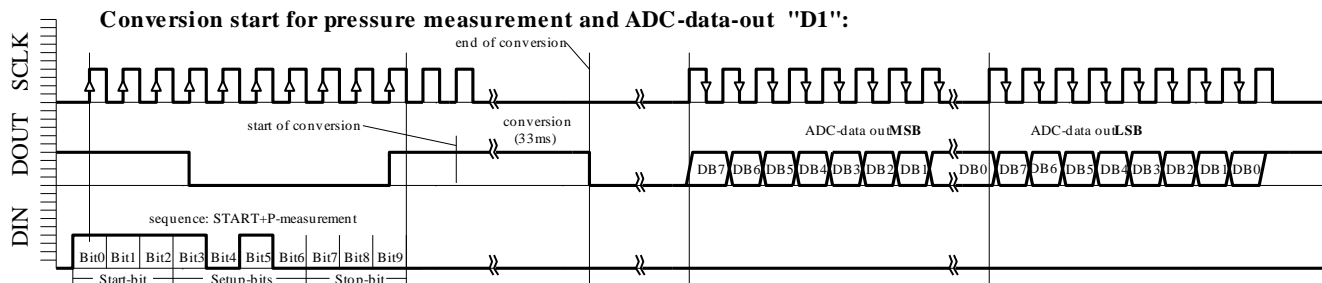 Conversion start for pressure measurement and ADC-data-out "D1":
end of conversion
SCLK
start of conversion
conversion
(33ms)
ADC-data out MSB
ADC-data out LSB
DOUT
DB7 DB6 DB5 DB4 DB3 DB2 DB1 DB0 DB7 DB6 DB5 DB4 DB3 DB2 DB1 DB0
sequence: START+P-measurement
DIN
Bit0 Bit1 Bit2 Bit3 Bit4 Bit5 Bit6 Bit7 Bit8 Bit9
Start-bit Setup-bits Stop-bit